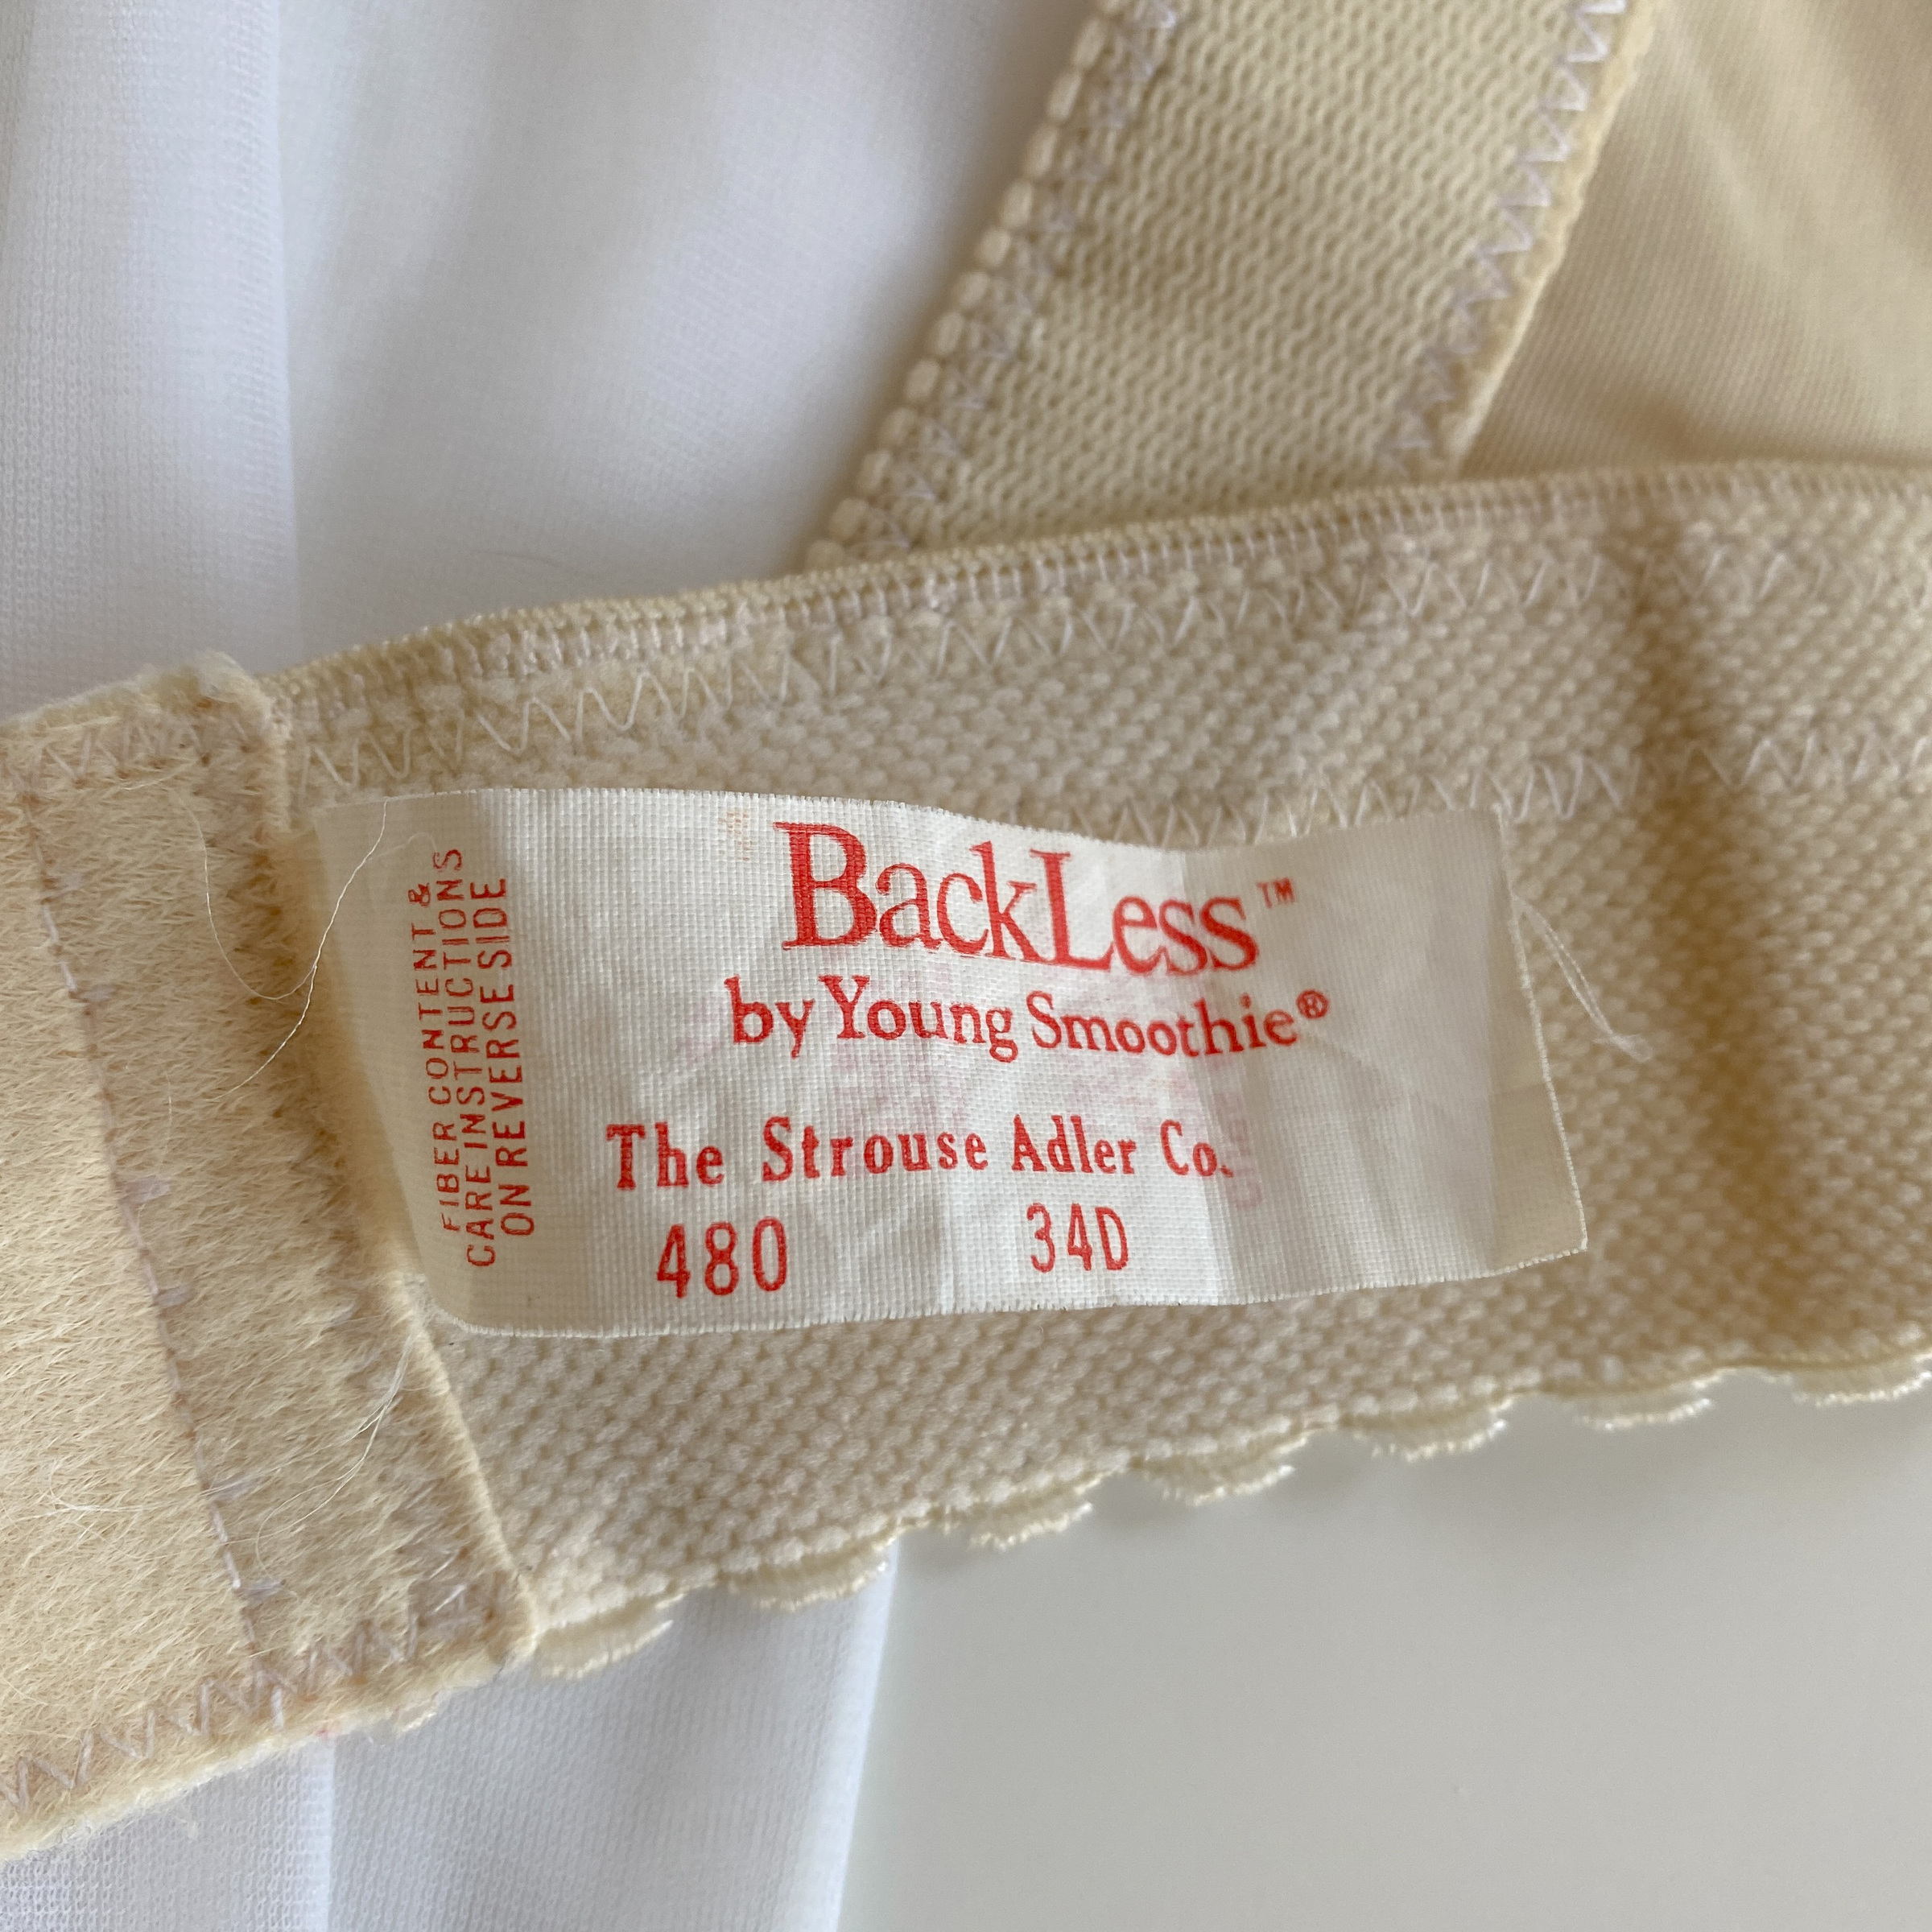 FIBER CONTENT &
CARE INSTRUCTIONS
ON REVERSE SIDE
BackLess™
by Young Smoothie®
The Strouse Adler Co.
480 34D